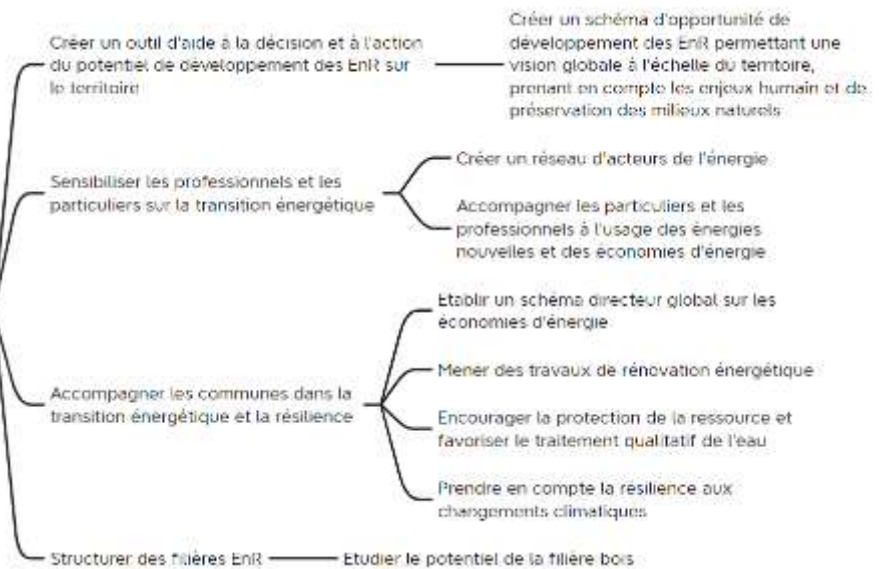 Créer un outil d'aide à la décision et à l'action
du potentiel de développement des EnR sur
le territoire
Créer un schéma d'opportunité de
développement des EnR permettant une
vision globale à l'échelle du territoire,
prenant en compte les enjeux humain et de
préservation des milieux naturels
Sensibiliser les professionnels et les
particuliers sur la transition énergétique
Créer un réseau d'acteurs de l'énergie
Accompagner les particuliers et les
professionnels à l'usage des énergies
nouvelles et des économies d'énergie
Accompagner les communes dans la
transition énergétique et la résilience
Etablir un schéma directeur global sur les
économies d'énergie
Mener des travaux de rénovation énergétique
Encourager la protection de la ressource et
favoriser le traitement qualitatif de l'eau
Prendre en compte la résilience aux
changements climatiques
Structurer des filières EnR
Etudier le potentiel de la filière bois